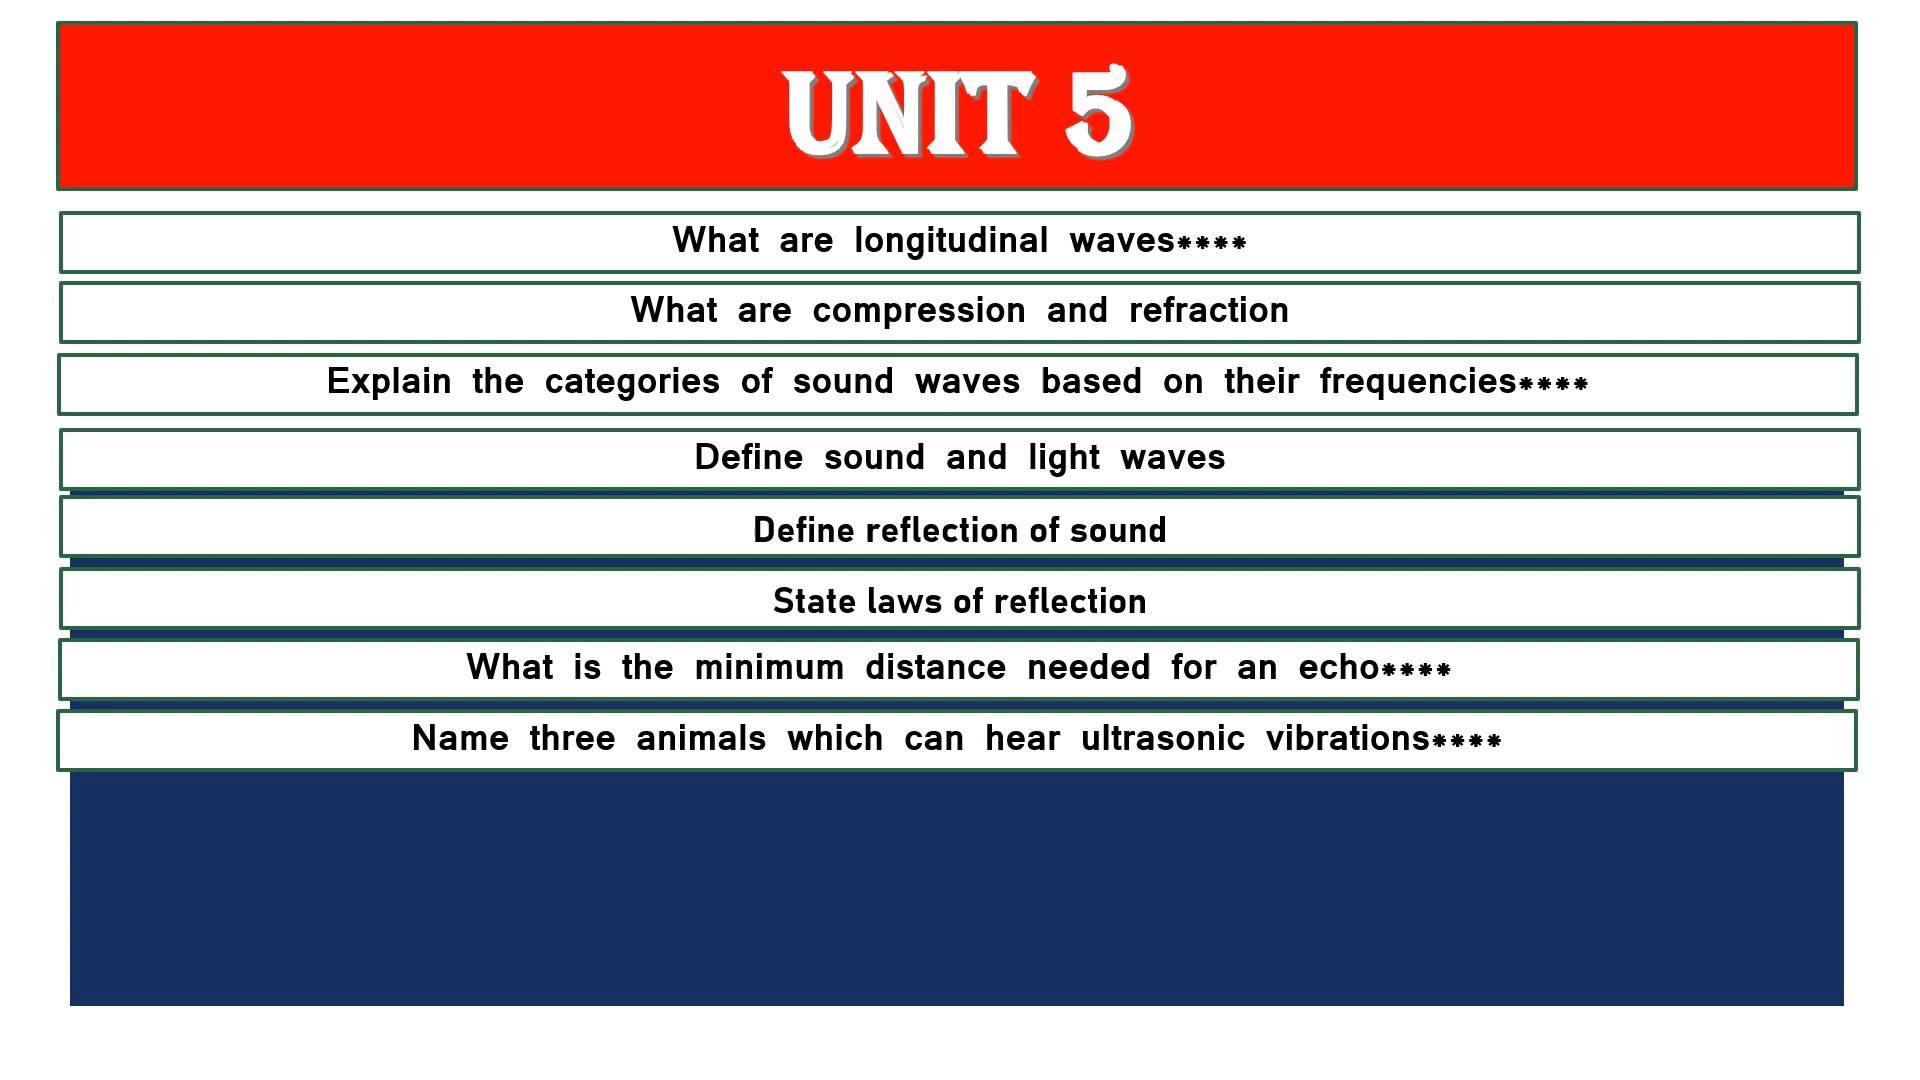 UNIT 5
What are longitudinal waves****
What are compression and refraction
Explain the categories of sound waves based on their frequencies****
Define sound and light waves
Define reflection of sound
State laws of reflection
What is the minimum distance needed for an echo****
Name three animals which can hear ultrasonic vibrations****